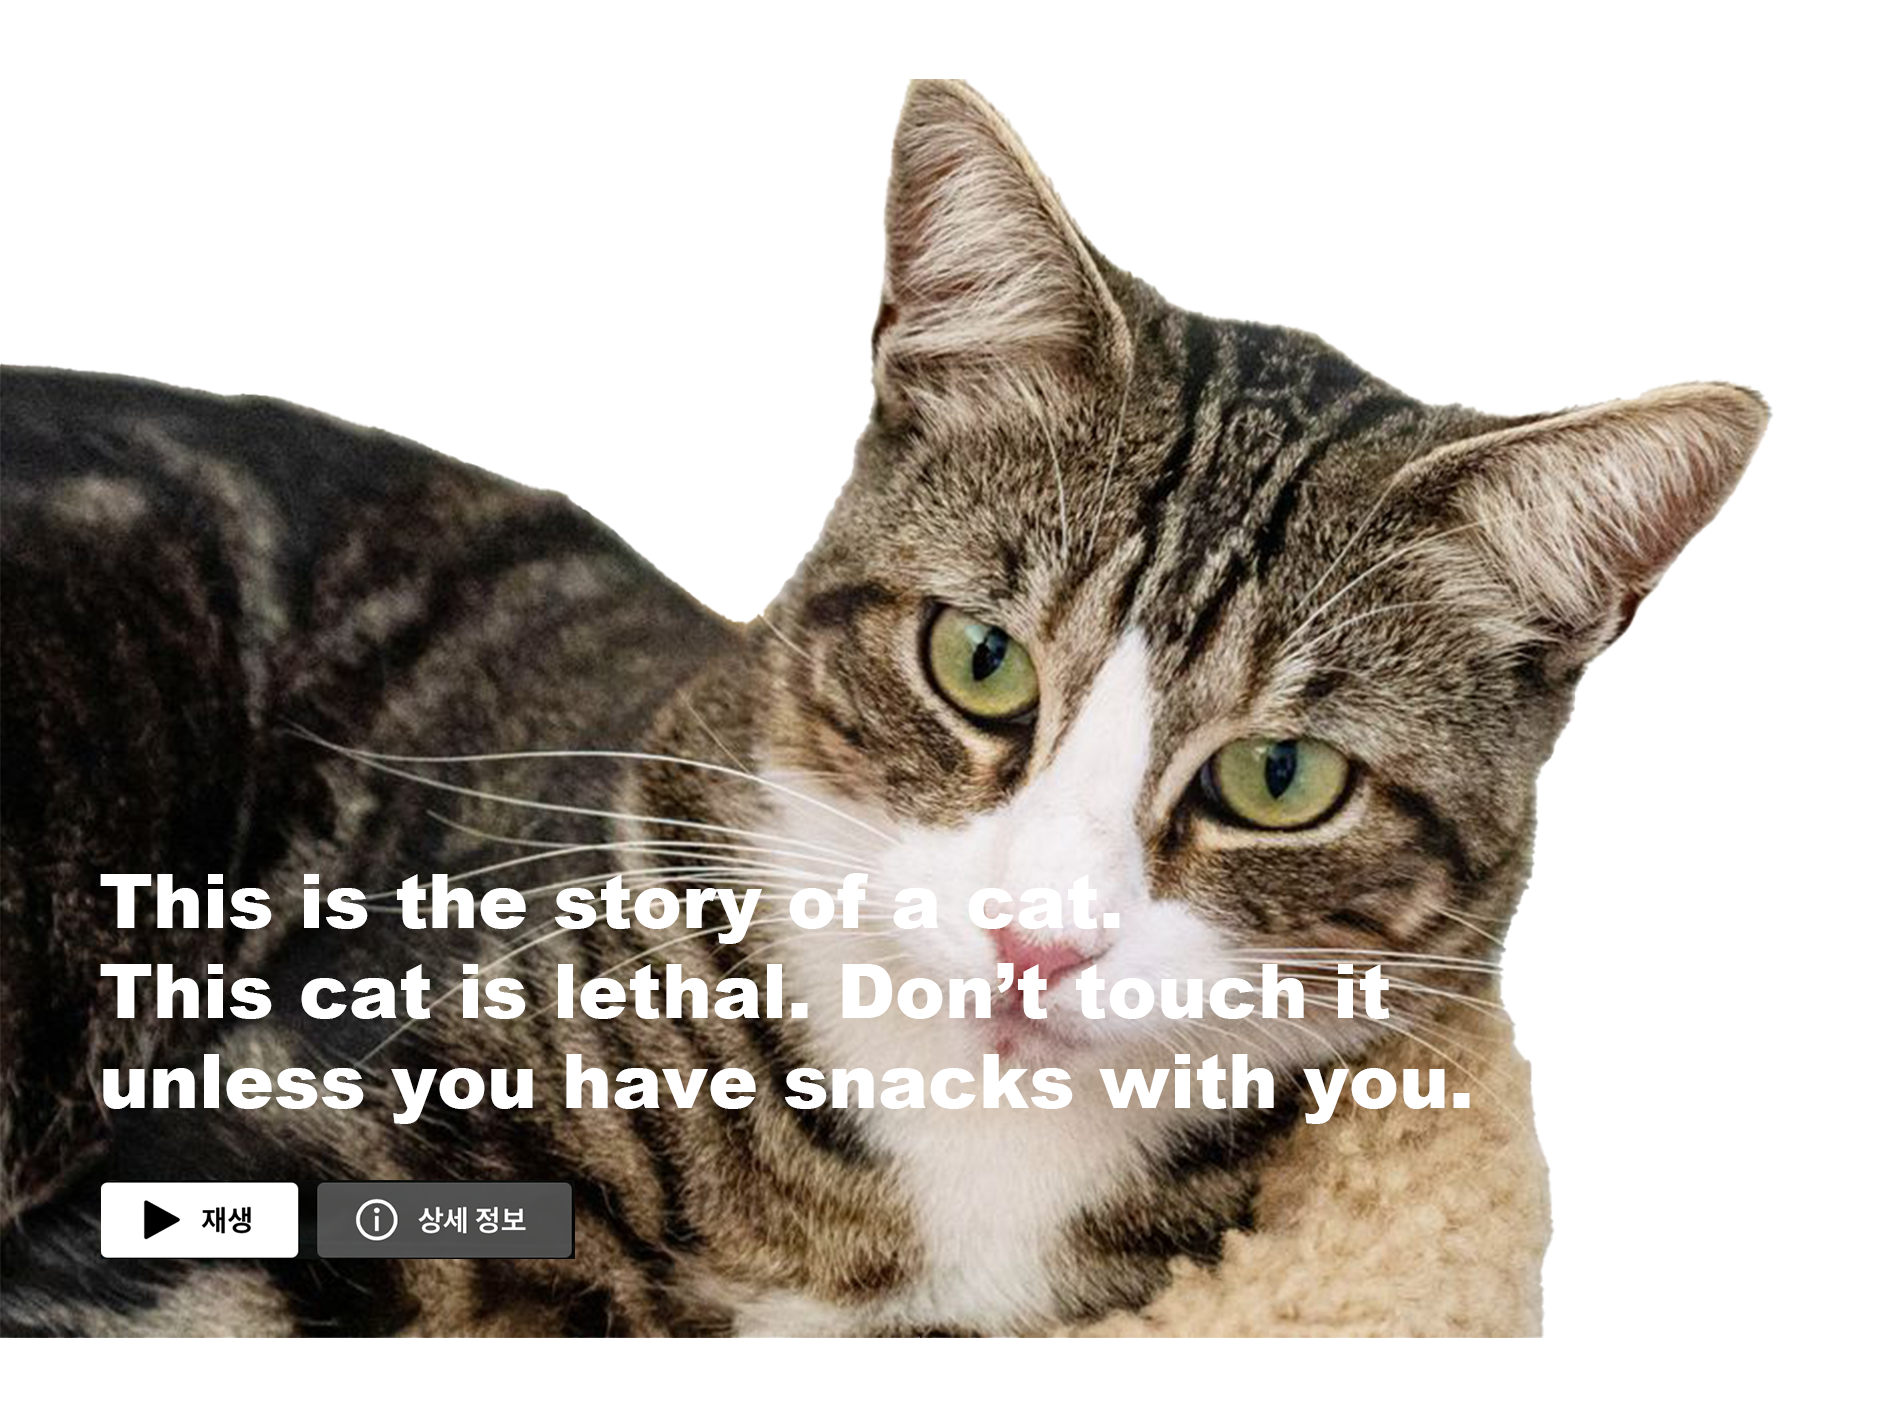 This is the story of a cat.
This cat is lethal. Don’t touch it
unless you have snacks with you.
재생
상세 정보